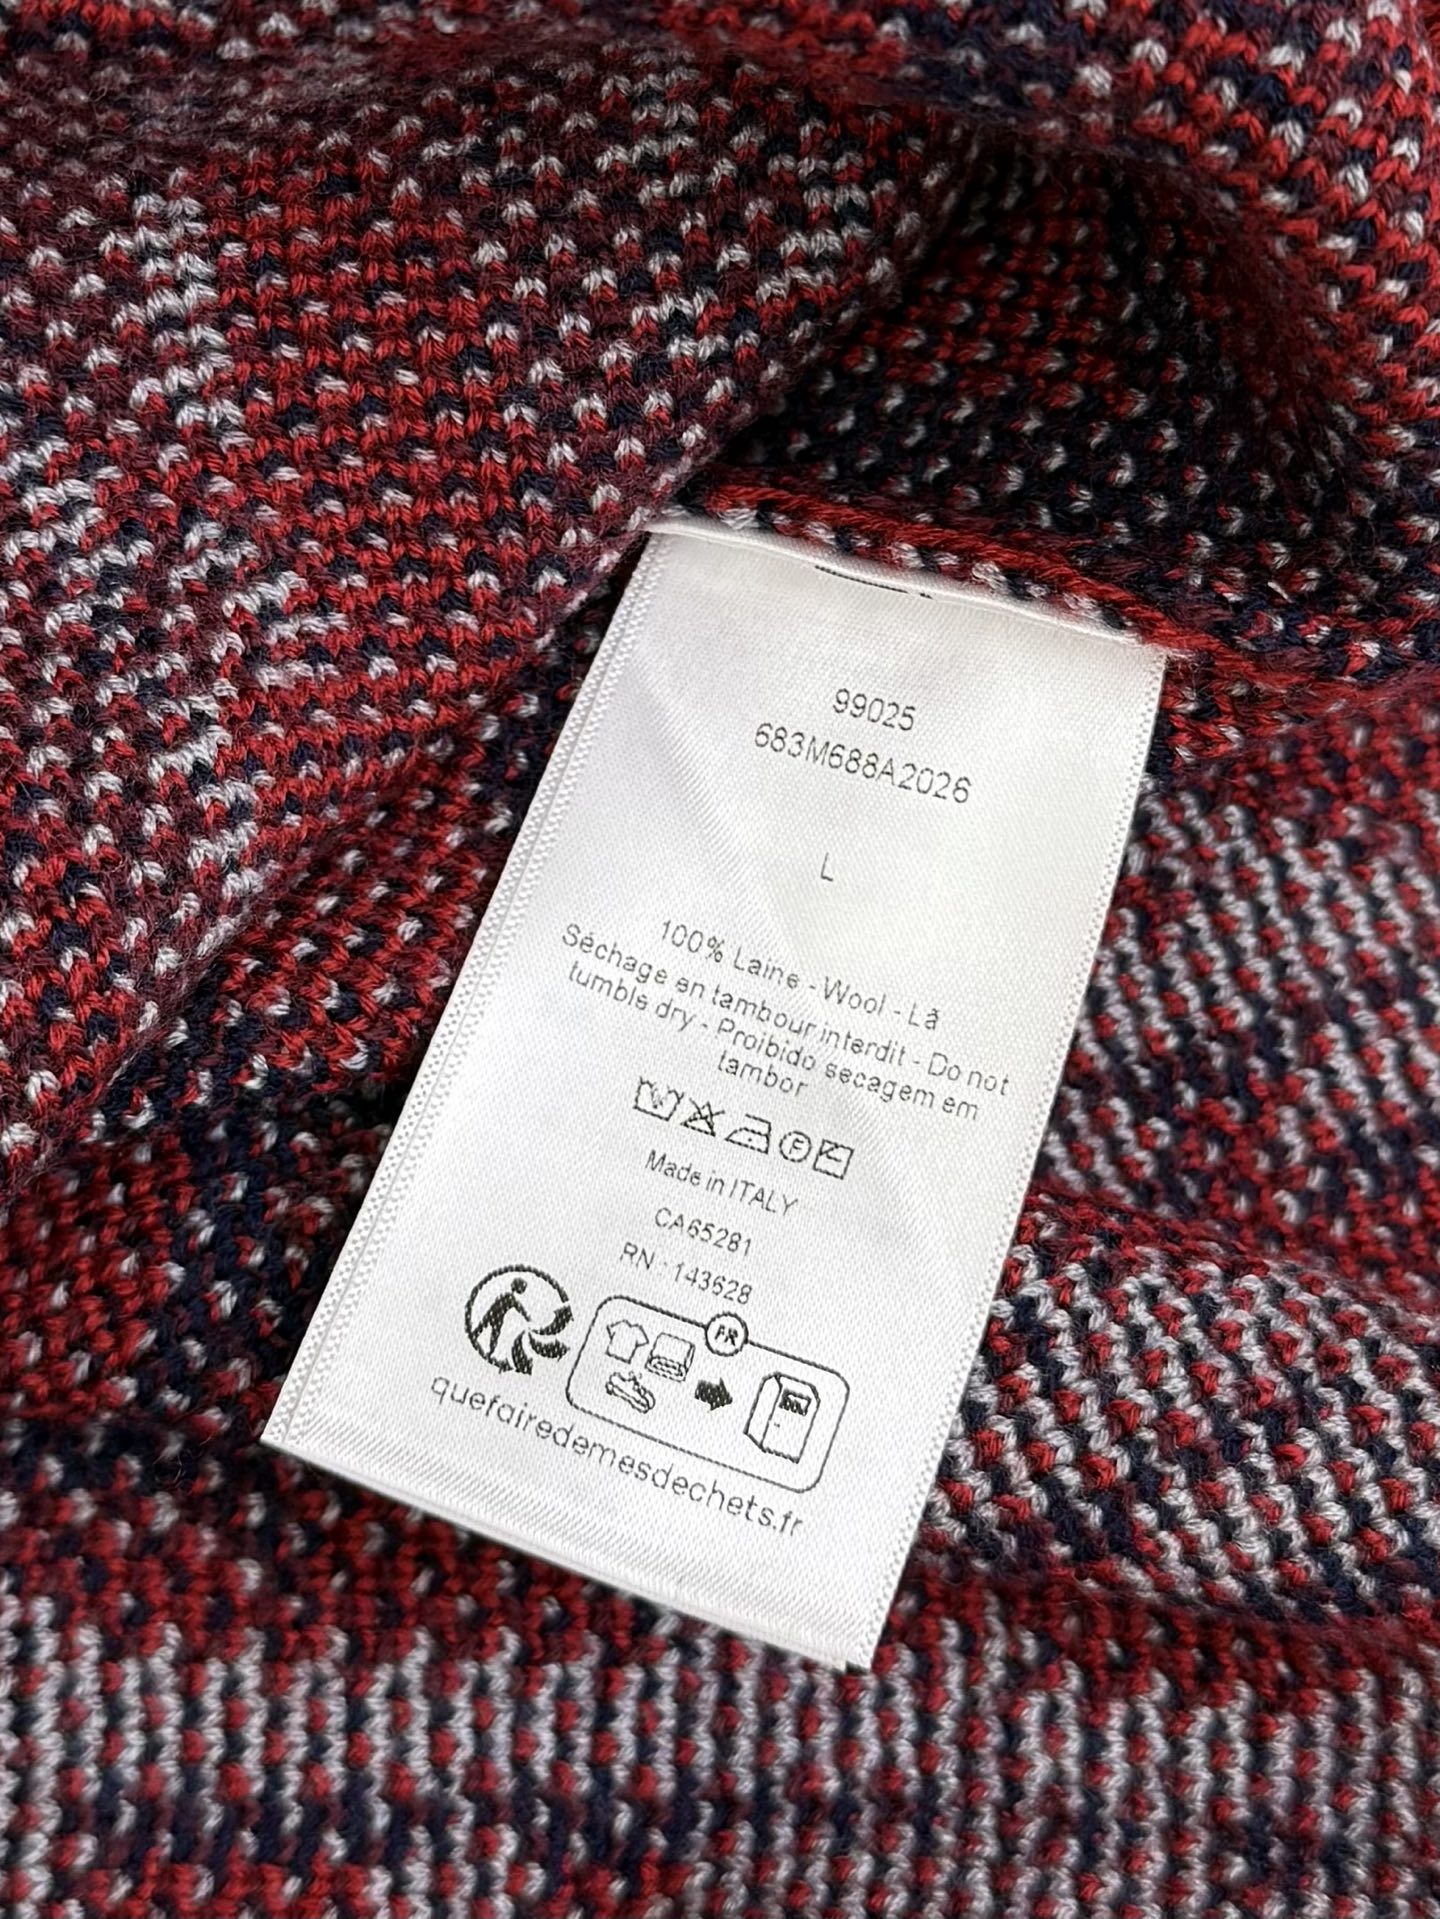 99025
683M688A2026
L
100% Laine - Wool - Lã
Séchage en tambour interdit - Do not
tumble dry - Proibido secagem em
tambor
F
Made in ITALY
CA65281
RN : 143628
FR
quefairedemesdechets.fr